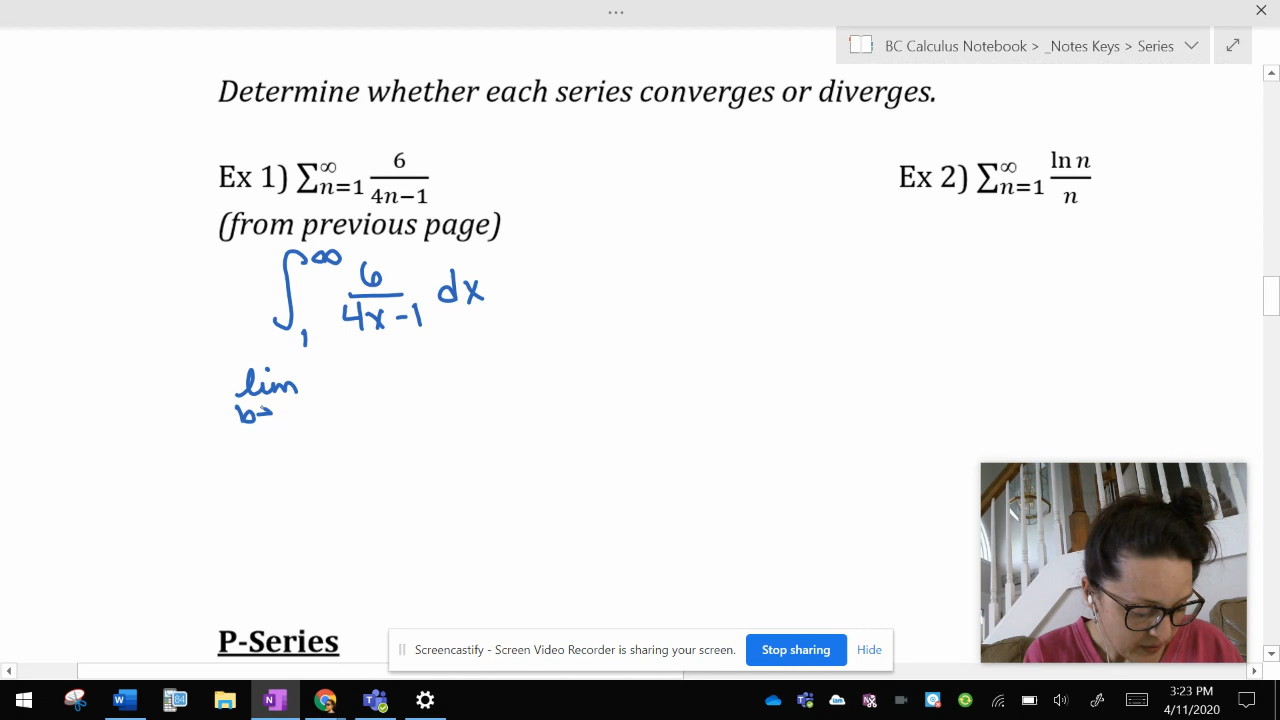 BC Calculus Notebook > _Notes Keys > Series
Determine whether each series converges or diverges.
Ex 1) ∑_{n=1}^{∞} 6/(4n−1)
Ex 2) ∑_{n=1}^{∞} ln n/n
(from previous page)
∫_1^∞ 6/(4x−1) dx
lim
b→
P-Series
Screencastify - Screen Video Recorder is sharing your screen.
Stop sharing
Hide
3:23 PM
4/11/2020